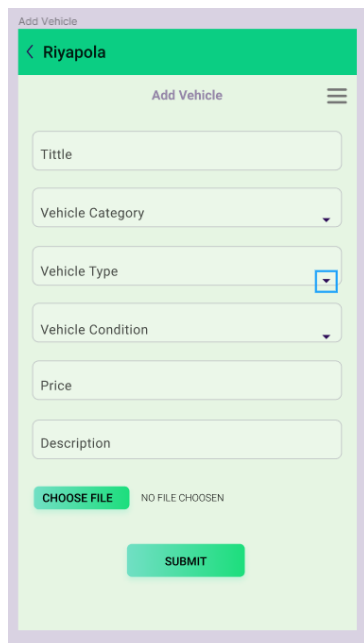 Add Vehicle
Riyapola
Add Vehicle
Tittle
Vehicle Category
Vehicle Type
Vehicle Condition
Price
Description
CHOOSE FILE NO FILE CHOOSEN
SUBMIT